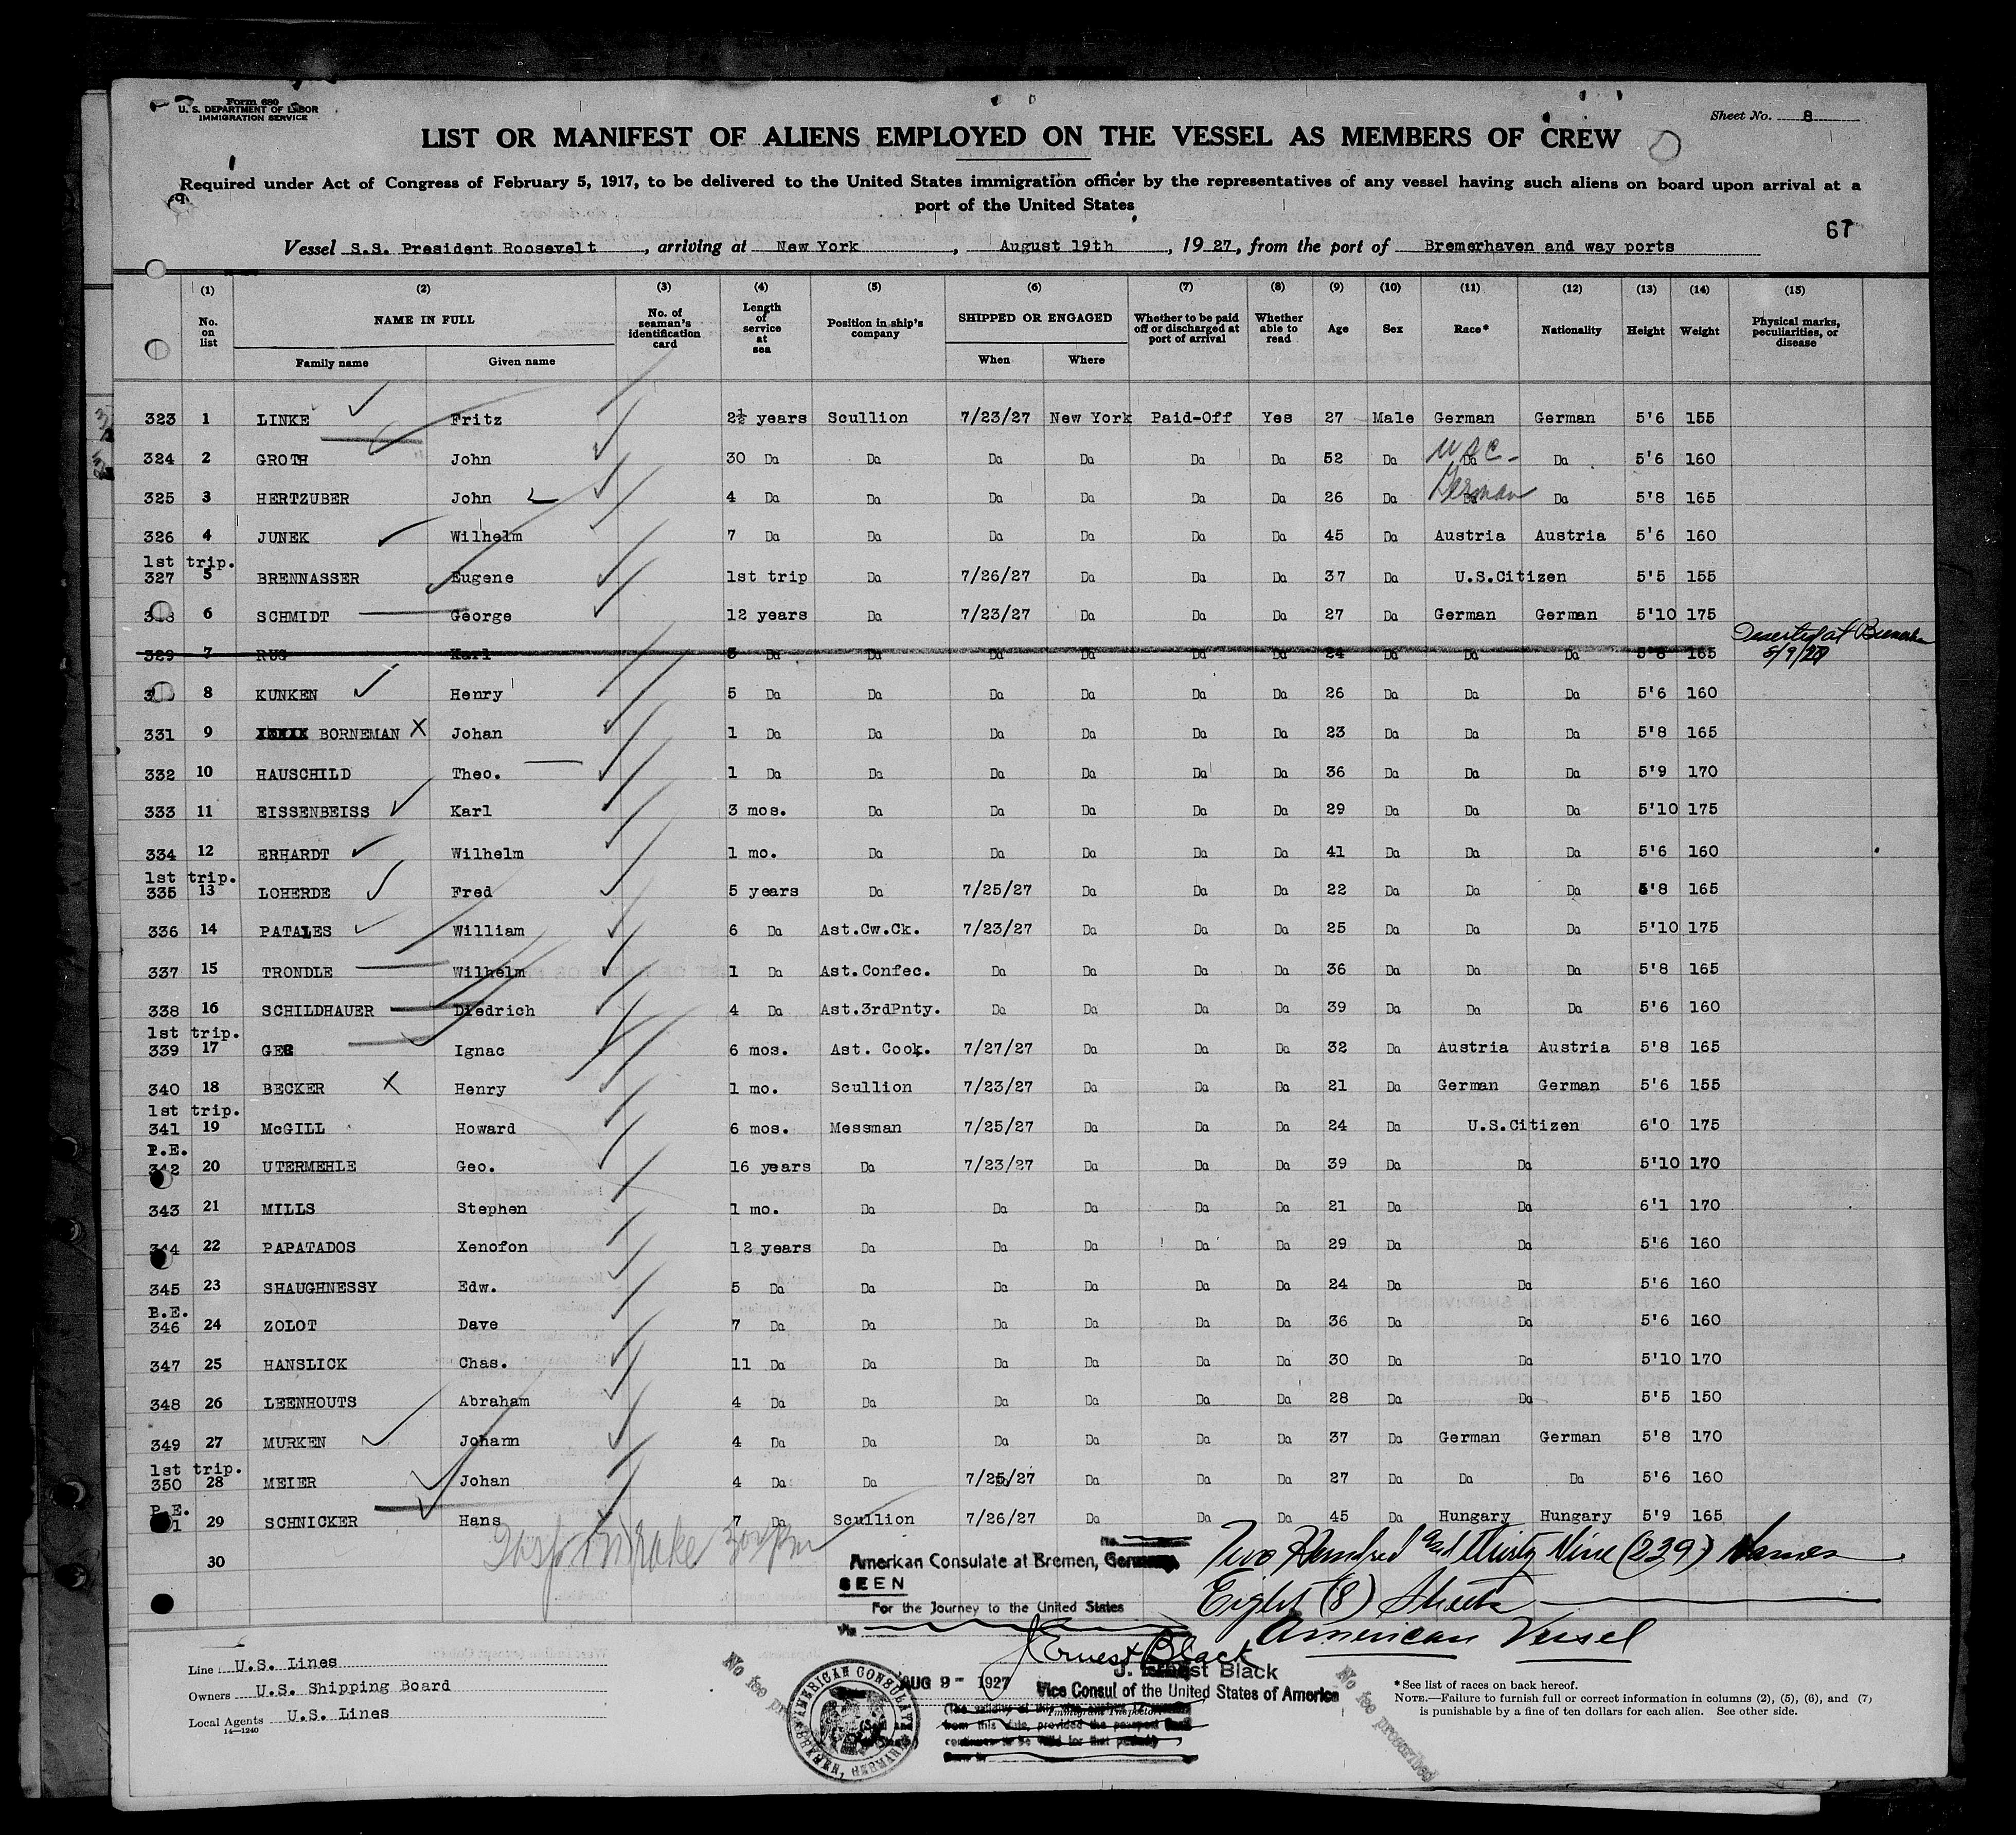 Form 680
U. S. DEPARTMENT OF LABOR
IMMIGRATION SERVICE
Sheet No. 8
LIST OR MANIFEST OF ALIENS EMPLOYED ON THE VESSEL AS MEMBERS OF CREW
Required under Act of Congress of February 5, 1917, to be delivered to the United States immigration officer by the representatives of any vessel having such aliens on board upon arrival at a
port of the United States
67
Vessel S.S. President Roosevelt, arriving at New York, August 19th, 1927, from the port of Bremerhaven and way ports
(1) (2) (3) (4) (5) (6) (7) (8) (9) (10) (11) (12) (13) (14) (15)
No. on list NAME IN FULL Family name Given name No. of seaman's identification card Length of service at sea Position in ship's company SHIPPED OR ENGAGED When Where Whether to be paid off or discharged at port of arrival Whether able to read Age Sex Race* Nationality Height Weight Physical marks, peculiarities, or disease
323 1 LINKE Fritz 2½ years Scullion 7/23/27 New York Paid-Off Yes 27 Male German German 5'6 155
324 2 GROTH John 30 Do Do Do Do Do Do 52 Do Do Do 5'6 160
325 3 HERTZUBER John 4 Do Do Do Do Do Do 26 Do German Do 5'8 165
326 4 JUNEK Wilhelm 7 Do Do Do Do Do Do 45 Do Austria Austria 5'6 160
1st trip.
327 5 BRENNASSER Eugene 1st trip Do 7/26/27 Do Do Do 37 Do U.S.Citizen 5'5 155
6 SCHMIDT George 12 years Do 7/23/27 Do Do Do 27 Do German German 5'10 175
329 7 RUG Karl 3 Do Do Do Do Do Do 24 Do Do Do 5'8 165 Deserted at Bremerhaven
8/9/27
8 KUNKEN Henry 5 Do Do Do Do Do Do 26 Do Do Do 5'6 160
331 9 BORNEMAN X Johan 1 Do Do Do Do Do Do 23 Do Do Do 5'8 165
332 10 HAUSCHILD Theo. 1 Do Do Do Do Do Do 36 Do Do Do 5'9 170
333 11 EISSENBEISS Karl 3 mos. Do Do Do Do Do 29 Do Do Do 5'10 175
334 12 ERHARDT Wilhelm 1 mo. Do Do Do Do Do 41 Do Do Do 5'6 160
1st trip.
335 13 LOHERDE Fred 5 years Do 7/25/27 Do Do Do 22 Do Do Do 5'8 165
336 14 PATALES William 6 Do Ast.Cw.Ck. 7/23/27 Do Do Do 25 Do Do Do 5'10 175
337 15 TRONDLE Wilhelm 1 Do Ast.Confec. Do Do Do Do 36 Do Do Do 5'8 165
338 16 SCHILDHAUER Diedrich 4 Do Ast.3rdPnty. Do Do Do Do 39 Do Do Do 5'6 160
1st trip.
339 17 Ignac 6 mos. Ast. Cook. 7/27/27 Do Do Do 32 Do Austria Austria 5'8 165
340 18 BECKER X Henry 1 mo. Scullion 7/23/27 Do Do Do 21 Do German German 5'6 155
1st trip.
341 19 McGILL Howard 6 mos. Messman 7/25/27 Do Do Do 24 Do U.S.Citizen 6'0 175
P.E.
342 20 UTERMEHLE Geo. 16 years Do 7/23/27 Do Do Do 39 Do Do 5'10 170
343 21 MILLS Stephen 1 mo. Do Do Do Do Do 21 Do Do 6'1 170
344 22 PAPATADOS Xenofon 12 years Do Do Do Do Do 29 Do Do 5'6 160
345 23 SHAUGHNESSY Edw. 5 Do Do Do Do Do Do 24 Do Do 5'6 160
P.E.
346 24 ZOLOT Dave 7 Do Do Do Do Do Do 36 Do Do 5'6 160
347 25 HANSLICK Chas. 11 Do Do Do Do Do Do 30 Do Do 5'10 170
348 26 LEENHOUTS Abraham 4 Do Do Do Do Do Do 28 Do Do 5'5 150
349 27 MURKEN Johann 4 Do Do Do Do Do Do 37 Do German German 5'8 170
1st trip.
350 28 MEIER Johan 4 Do Do 7/25/27 Do Do Do 27 Do Do Do 5'6 160
P.E.
29 SCHNICKER Hans 7 Do Scullion 7/26/27 Do Do Do 45 Do Hungary Hungary 5'9 165
30
American Consulate at Bremen, Germany
SEEN
For the Journey to the United States
Two Hundred and Thirty Nine (239) Names
Eight (8) Sheets
American Vessel
J Ernest Black
J. Ernest Black
Vice Consul of the United States of America
AUG 9 - 1927
AMERICAN CONSULATE
No fee prescribed
No fee prescribed
Line U.S. Lines
Owners U.S. Shipping Board
Local Agents U.S. Lines
14—1240
*See list of races on back hereof.
NOTE.—Failure to furnish full or correct information in columns (2), (5), (6), and (7)
is punishable by a fine of ten dollars for each alien. See other side.